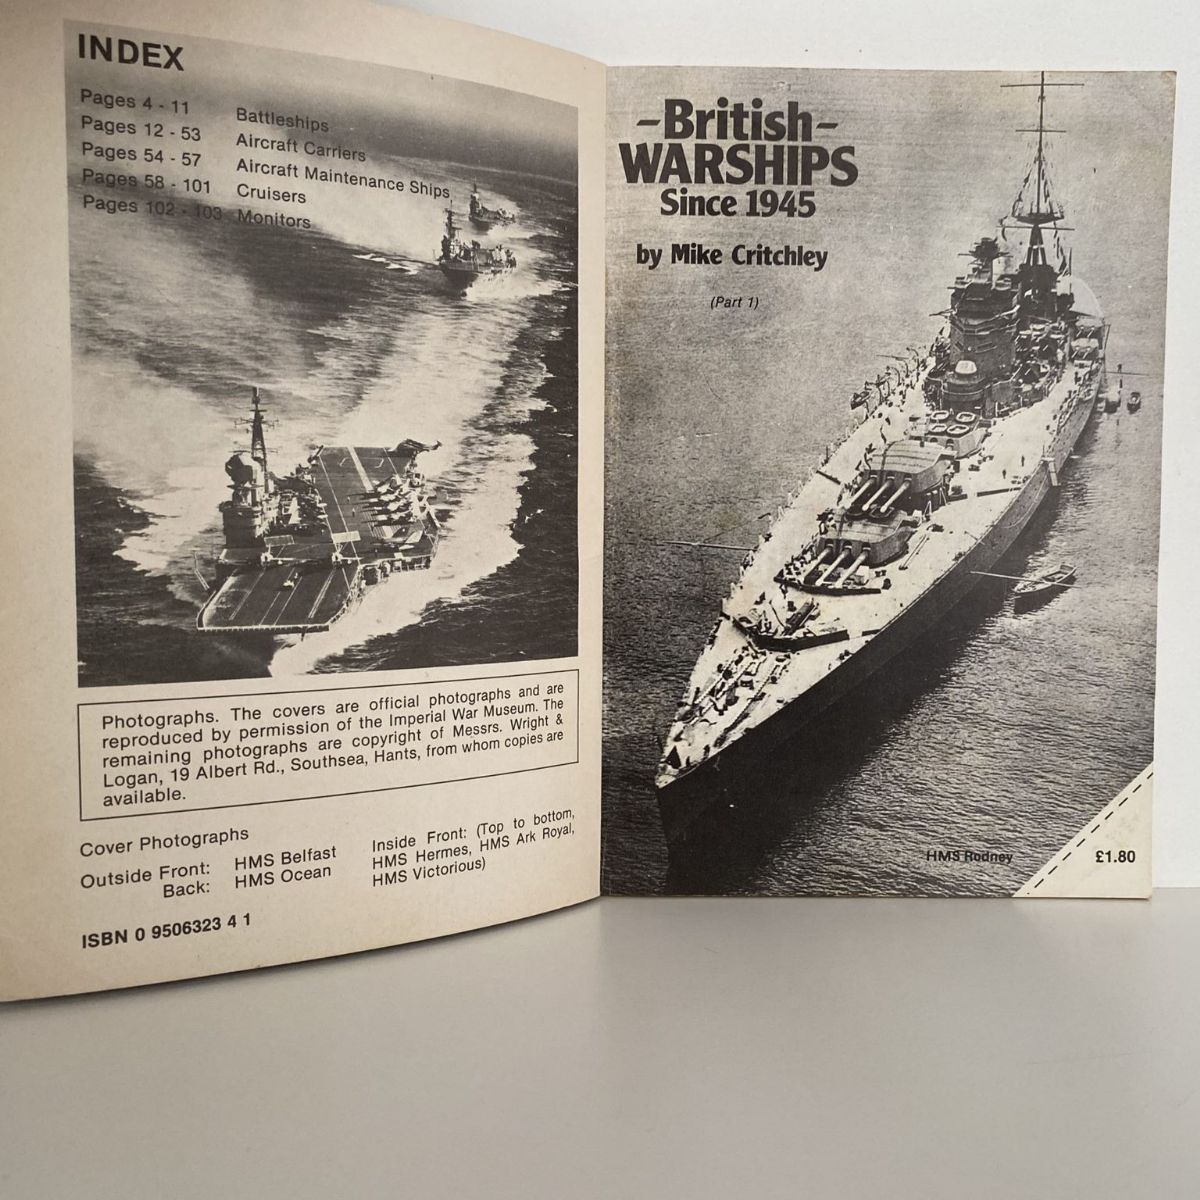 INDEX
Pages 4 - 11 Battleships
Pages 12 - 53 Aircraft Carriers
Pages 54 - 57 Aircraft Maintenance Ships
Pages 58 - 101 Cruisers
Pages 102 - 103 Monitors
Photographs. The covers are official photographs and are
reproduced by permission of the Imperial War Museum. The
remaining photographs are copyright of Messrs. Wright &
Logan, 19 Albert Rd., Southsea, Hants, from whom copies are
available.
Cover Photographs
Outside Front: HMS Belfast
Back: HMS Ocean
Inside Front: (Top to bottom,
HMS Hermes, HMS Ark Royal,
HMS Victorious)
ISBN 0 9506323 4 1
–British–
WARSHIPS
Since 1945
by Mike Critchley
(Part 1)
HMS Rodney
£1.80